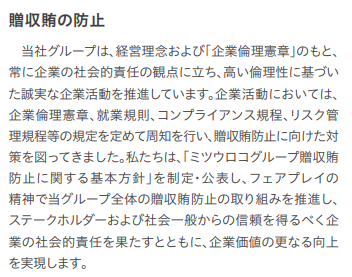 贈収賄の防止
　当社グループは、経営理念および「企業倫理憲章」のもと、
常に企業の社会的責任の観点に立ち、高い倫理性に基づい
た誠実な企業活動を推進しています。企業活動においては、
企業倫理憲章、就業規則、コンプライアンス規程、リスク管
理規程等の規定を定めて周知を行い、贈収賄防止に向けた対
策を図ってきました。私たちは、「ミツウロコグループ贈収賄
防止に関する基本方針」を制定・公表し、フェアプレイの
精神で当グループ全体の贈収賄防止の取り組みを推進し、
ステークホルダーおよび社会一般からの信頼を得るべく企
業の社会的責任を果たすとともに、企業価値の更なる向上
を実現します。